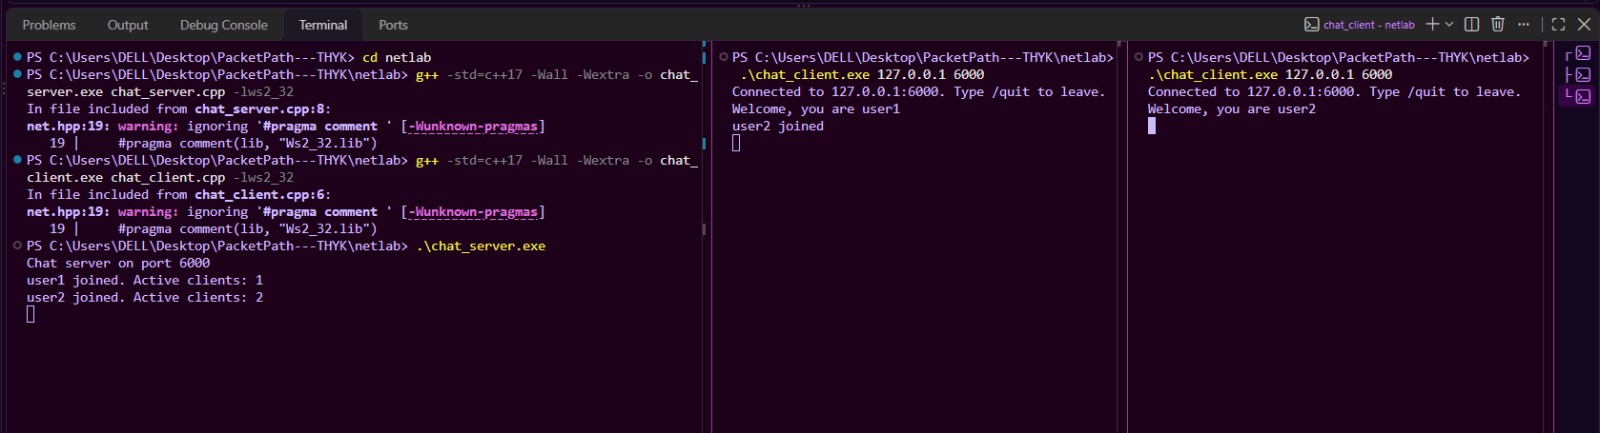 Problems Output Debug Console Terminal Ports
chat_client - netlab
PS C:\Users\DELL\Desktop\PacketPath---THYK> cd netlab
PS C:\Users\DELL\Desktop\PacketPath---THYK\netlab> g++ -std=c++17 -Wall -Wextra -o chat_
server.exe chat_server.cpp -lws2_32
In file included from chat_server.cpp:8:
net.hpp:19: warning: ignoring '#pragma comment ' [-Wunknown-pragmas]
19 | #pragma comment(lib, "Ws2_32.lib")
PS C:\Users\DELL\Desktop\PacketPath---THYK\netlab> g++ -std=c++17 -Wall -Wextra -o chat_
client.exe chat_client.cpp -lws2_32
In file included from chat_client.cpp:6:
net.hpp:19: warning: ignoring '#pragma comment ' [-Wunknown-pragmas]
19 | #pragma comment(lib, "Ws2_32.lib")
PS C:\Users\DELL\Desktop\PacketPath---THYK\netlab> .\chat_server.exe
Chat server on port 6000
user1 joined. Active clients: 1
user2 joined. Active clients: 2
PS C:\Users\DELL\Desktop\PacketPath---THYK\netlab>
.\chat_client.exe 127.0.0.1 6000
Connected to 127.0.0.1:6000. Type /quit to leave.
Welcome, you are user1
user2 joined
PS C:\Users\DELL\Desktop\PacketPath---THYK\netlab>
.\chat_client.exe 127.0.0.1 6000
Connected to 127.0.0.1:6000. Type /quit to leave.
Welcome, you are user2